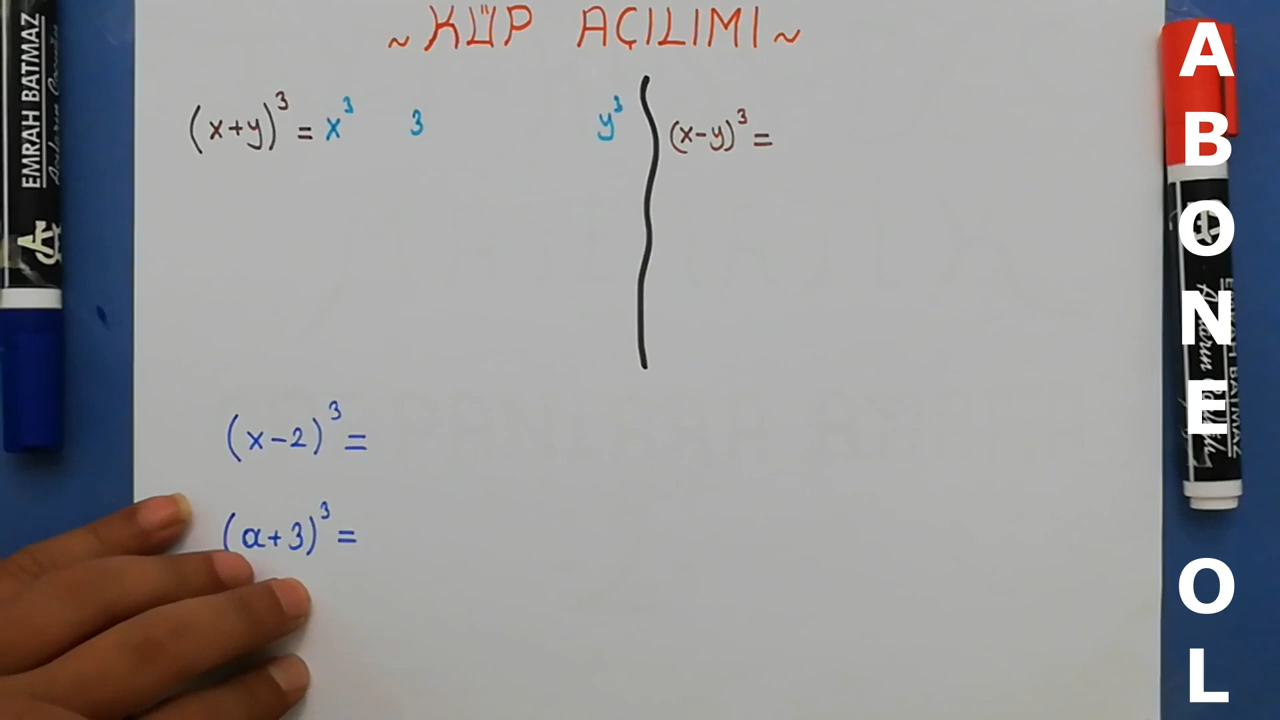 ~ KÜP AÇILIMI ~
(x+y)³ = x³ 3 y³
(x-y)³ =
(x-2)³ =
(a+3)³ =
EMRAH BATMAZ
ABONE OL
EMRAH BATMAZ